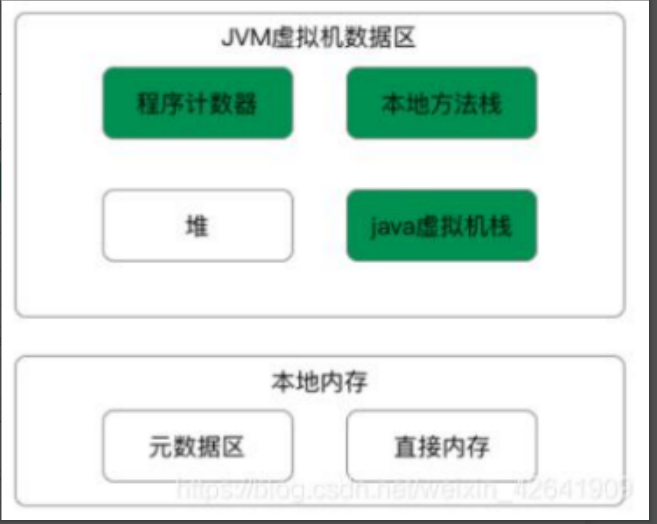 JVM虚拟机数据区
程序计数器
本地方法栈
堆
java虚拟机栈
本地内存
元数据区
直接内存
https://blog.csdn.net/weixin_42641909